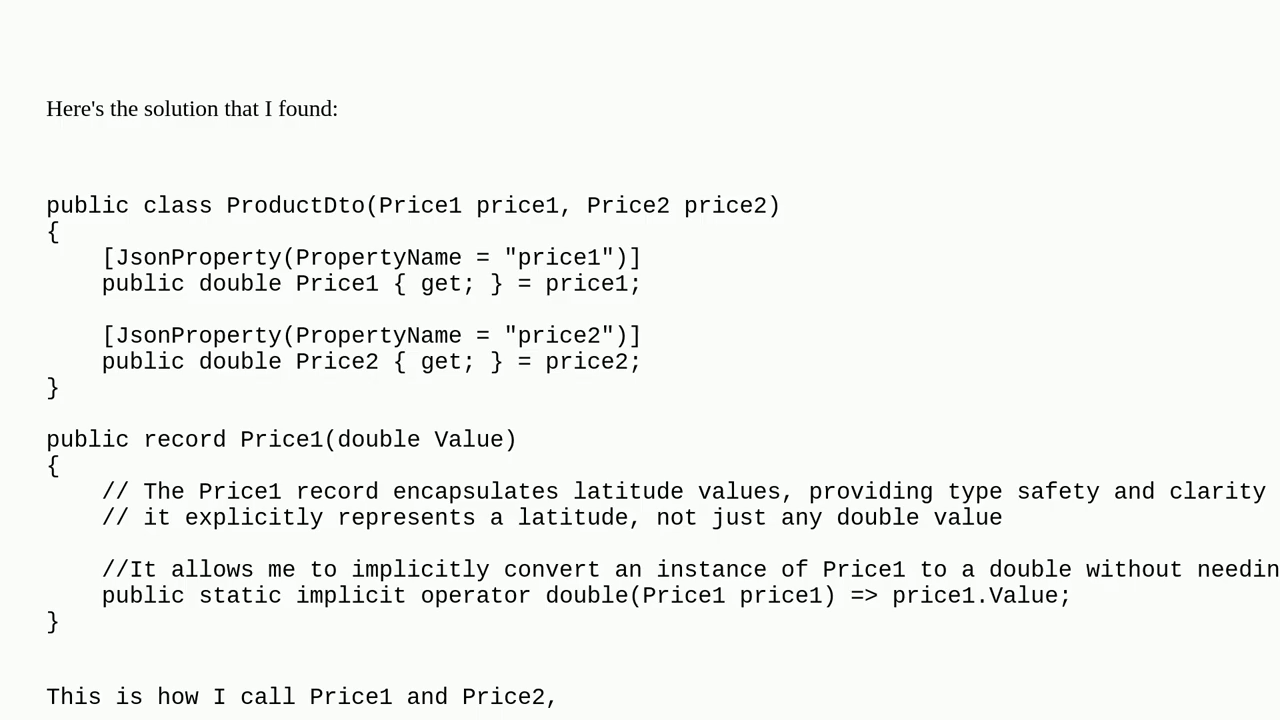 Here's the solution that I found:
public class ProductDto(Price1 price1, Price2 price2)
{
    [JsonProperty(PropertyName = "price1")]
    public double Price1 { get; } = price1;
    [JsonProperty(PropertyName = "price2")]
    public double Price2 { get; } = price2;
}
public record Price1(double Value)
{
    // The Price1 record encapsulates latitude values, providing type safety and clarity
    // it explicitly represents a latitude, not just any double value
    //It allows me to implicitly convert an instance of Price1 to a double without needin
    public static implicit operator double(Price1 price1) => price1.Value;
}
This is how I call Price1 and Price2,